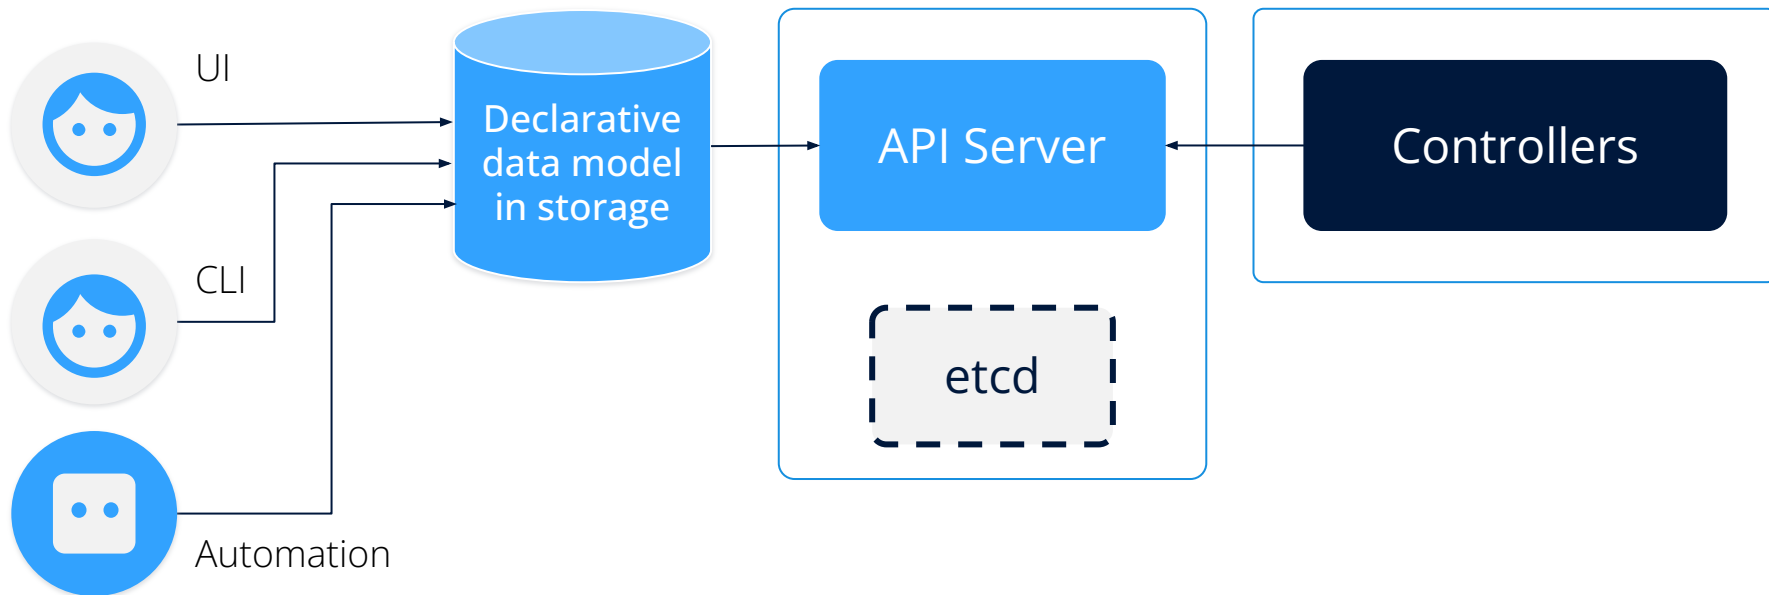 UI
CLI
Automation
Declarative
data model
in storage
API Server
etcd
Controllers